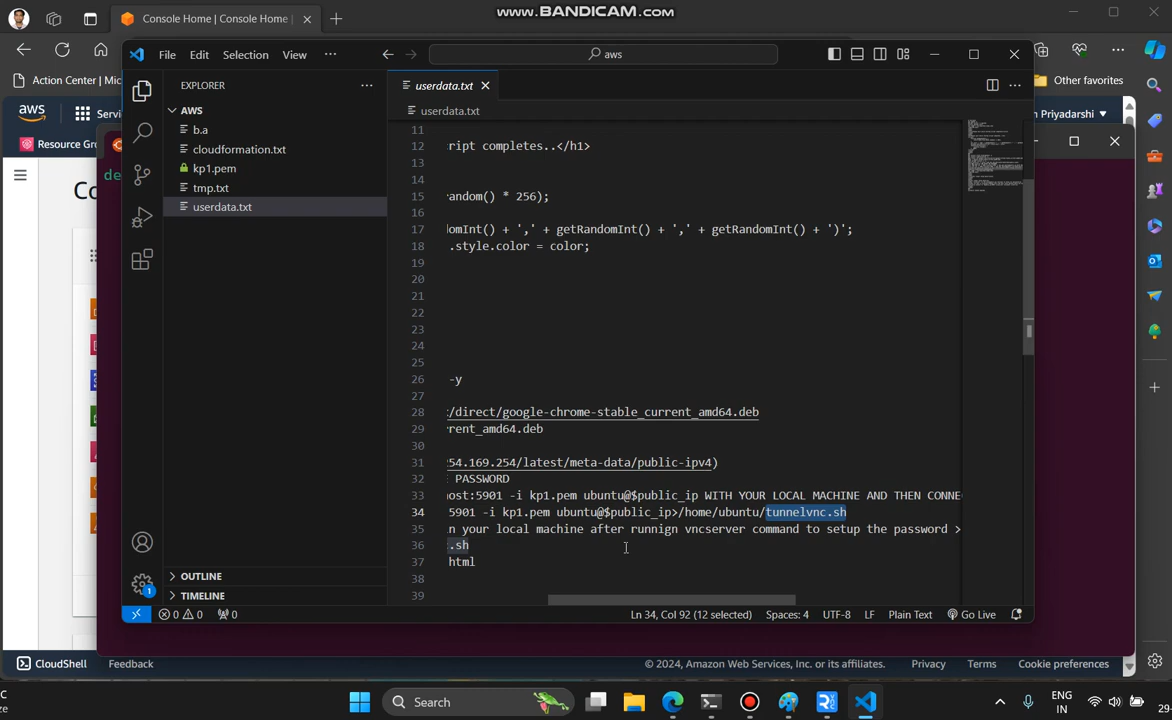 www.BANDICAM.com
Console Home | Console Home |
Action Center | Mic
Other favorites
aws
Serv
n Priyadarshi
Resource Gro
Co
de
File Edit Selection View ··· aws
EXPLORER
AWS
b.a
cloudformation.txt
kp1.pem
tmp.txt
userdata.txt
OUTLINE
TIMELINE
userdata.txt
userdata.txt
11
12 ript completes..</h1>
13
14
15 andom() * 256);
16
17 domInt() + ',' + getRandomInt() + ',' + getRandomInt() + ')';
18 .style.color = color;
19
20
21
22
23
24
25
26 -y
27
28 /direct/google-chrome-stable_current_amd64.deb
29 rrent_amd64.deb
30
31 54.169.254/latest/meta-data/public-ipv4)
32 PASSWORD
33 ost:5901 -i kp1.pem ubuntu@$public_ip WITH YOUR LOCAL MACHINE AND THEN CONNE
34 5901 -i kp1.pem ubuntu@$public_ip>/home/ubuntu/tunnelvnc.sh
35 n your local machine after runnign vncserver command to setup the password >
36 .sh
37 html
38
39
1
0 0 0
Ln 34, Col 92 (12 selected) Spaces: 4 UTF-8 LF Plain Text Go Live
CloudShell Feedback
© 2024, Amazon Web Services, Inc. or its affiliates. Privacy Terms Cookie preferences
Search
ENG
IN
29